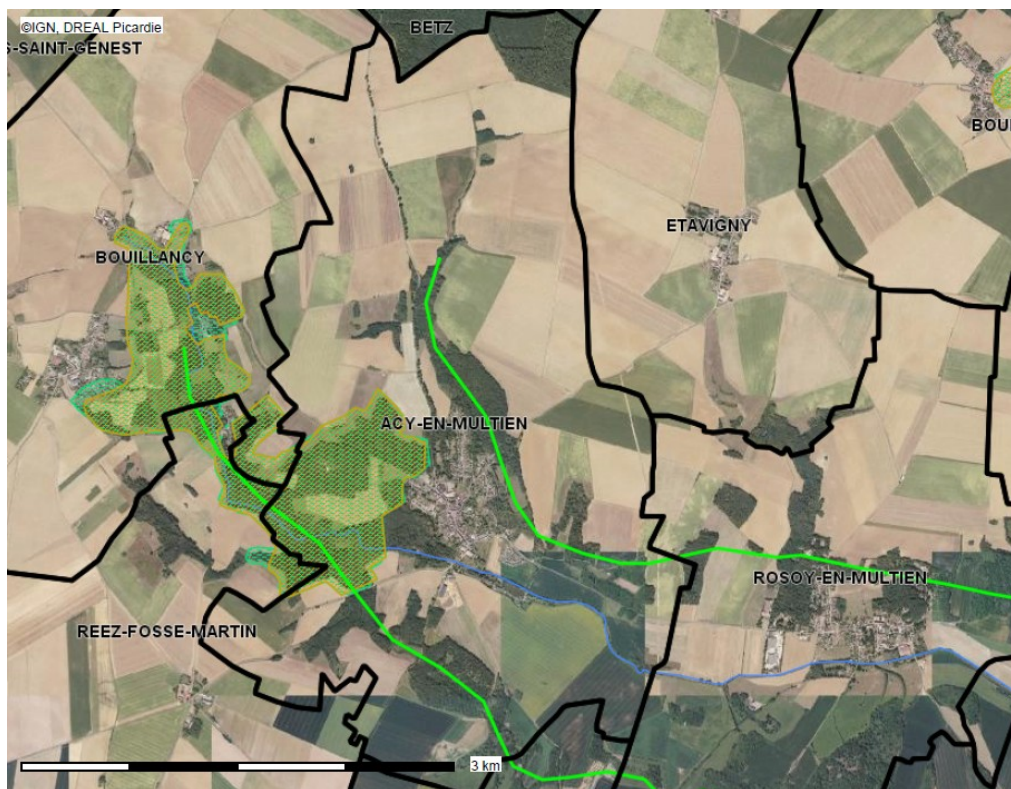 ©IGN, DREAL Picardie
BETZ
S-SAINT-GENEST
BOUI
ETAVIGNY
BOUILLANCY
ACY-EN-MULTIEN
ROSOY-EN-MULTIEN
REEZ-FOSSE-MARTIN
3 km